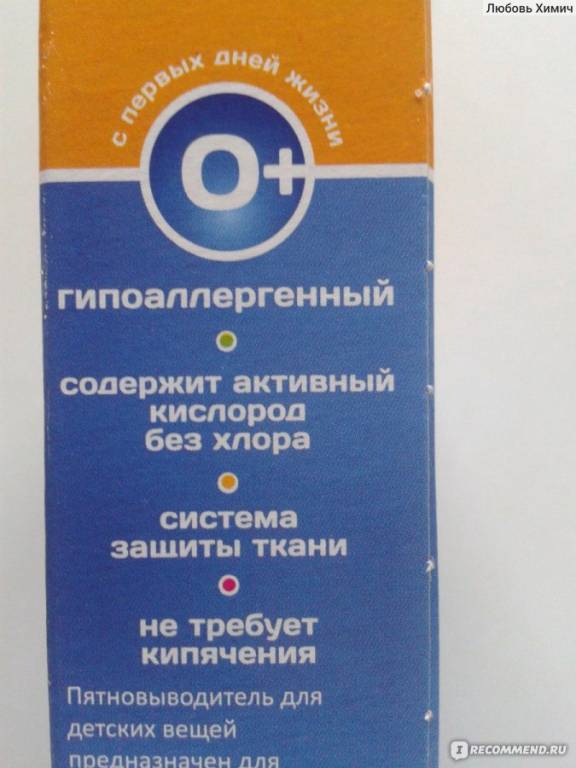 Любовь Химич
с первых дней жизни
0+
гипоаллергенный
содержит активный
кислород
без хлора
система
защиты ткани
не требует
кипячения
Пятновыводитель для
детских вещей
предназначен для
I RECOMMEND.RU